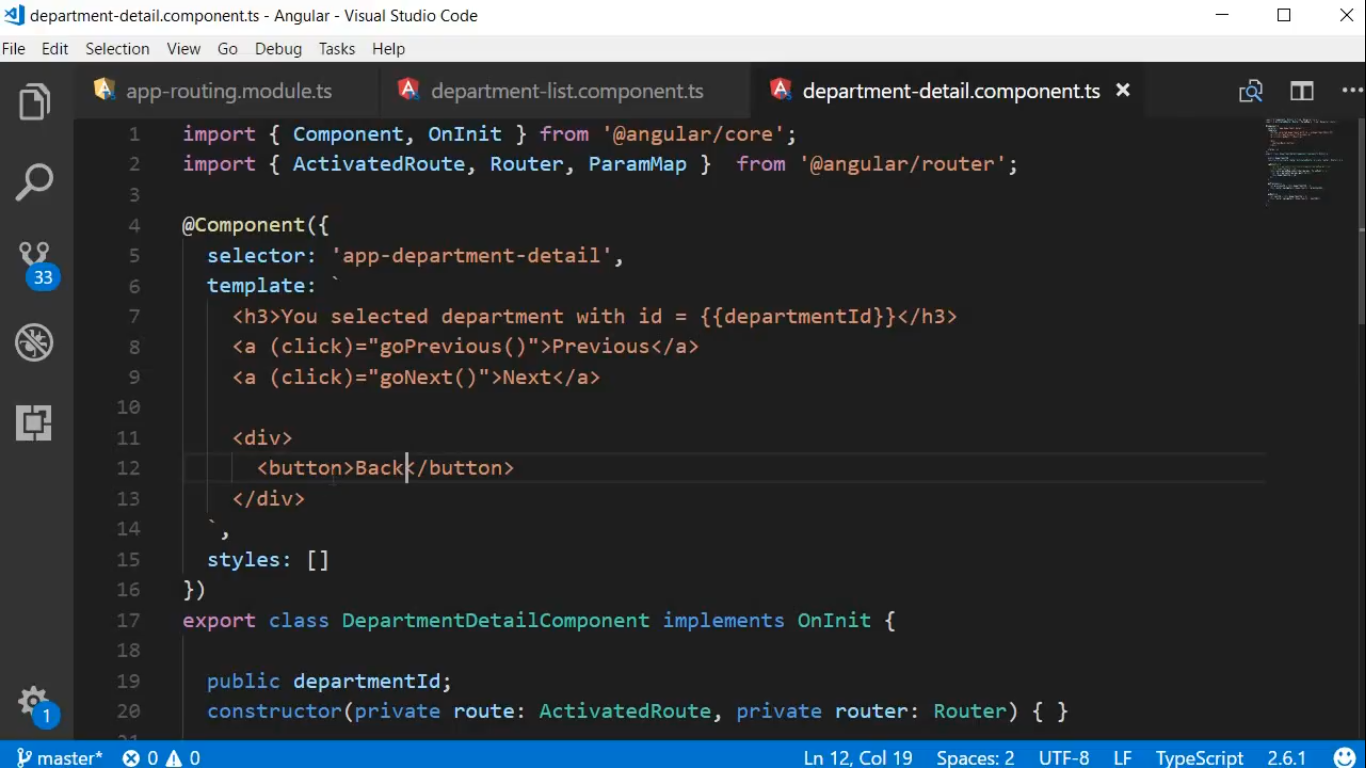 department-detail.component.ts - Angular - Visual Studio Code
File Edit Selection View Go Debug Tasks Help
app-routing.module.ts department-list.component.ts department-detail.component.ts
1 import { Component, OnInit } from '@angular/core';
2 import { ActivatedRoute, Router, ParamMap }  from '@angular/router';
3
4 @Component({
5   selector: 'app-department-detail',
6   template: `
7     <h3>You selected department with id = {{departmentId}}</h3>
8     <a (click)="goPrevious()">Previous</a>
9     <a (click)="goNext()">Next</a>
10
11     <div>
12       <button>Back</button>
13     </div>
14   `,
15   styles: []
16 })
17 export class DepartmentDetailComponent implements OnInit {
18
19   public departmentId;
20   constructor(private route: ActivatedRoute, private router: Router) { }
33
1
master* 0 0 Ln 12, Col 19 Spaces: 2 UTF-8 LF TypeScript 2.6.1